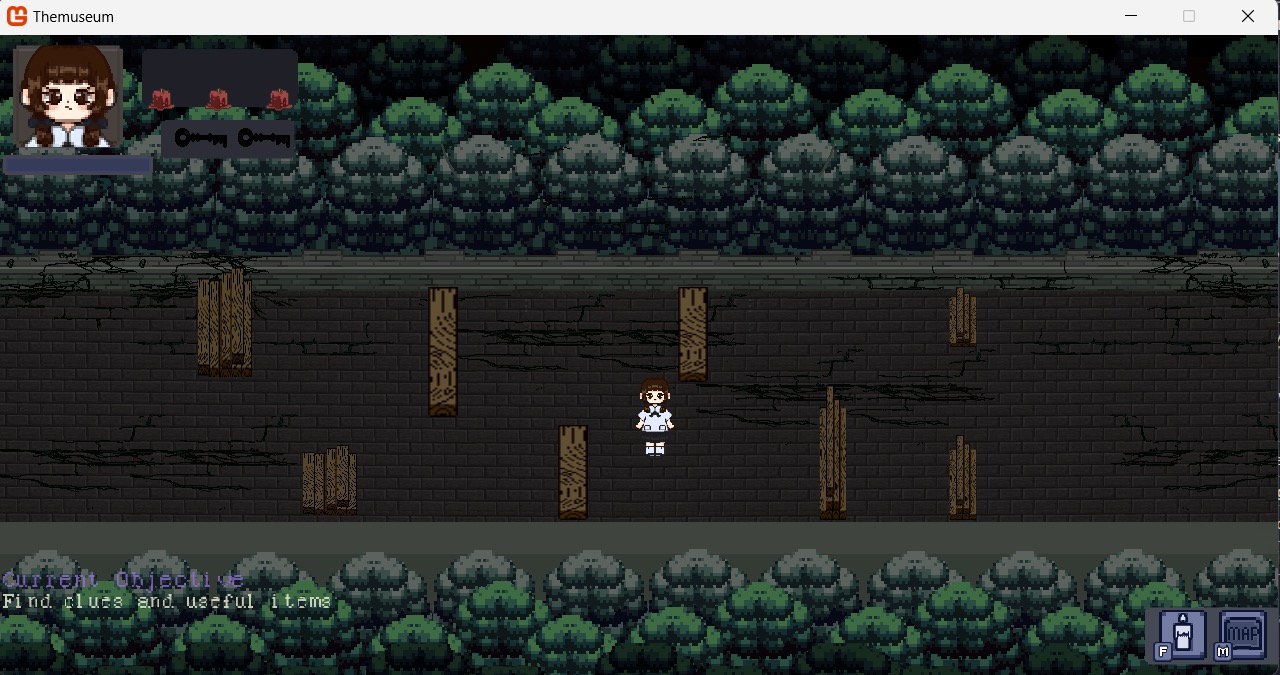 Themuseum
Current Objective
Find clues and useful items
MAP
F
M